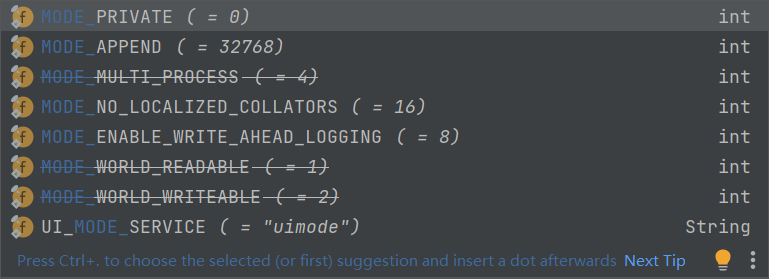 MODE_PRIVATE ( = 0) int
MODE_APPEND ( = 32768) int
MODE_MULTI_PROCESS ( = 4) int
MODE_NO_LOCALIZED_COLLATORS ( = 16) int
MODE_ENABLE_WRITE_AHEAD_LOGGING ( = 8) int
MODE_WORLD_READABLE ( = 1) int
MODE_WORLD_WRITEABLE ( = 2) int
UI_MODE_SERVICE ( = "uimode") String
Press Ctrl+. to choose the selected (or first) suggestion and insert a dot afterwards Next Tip